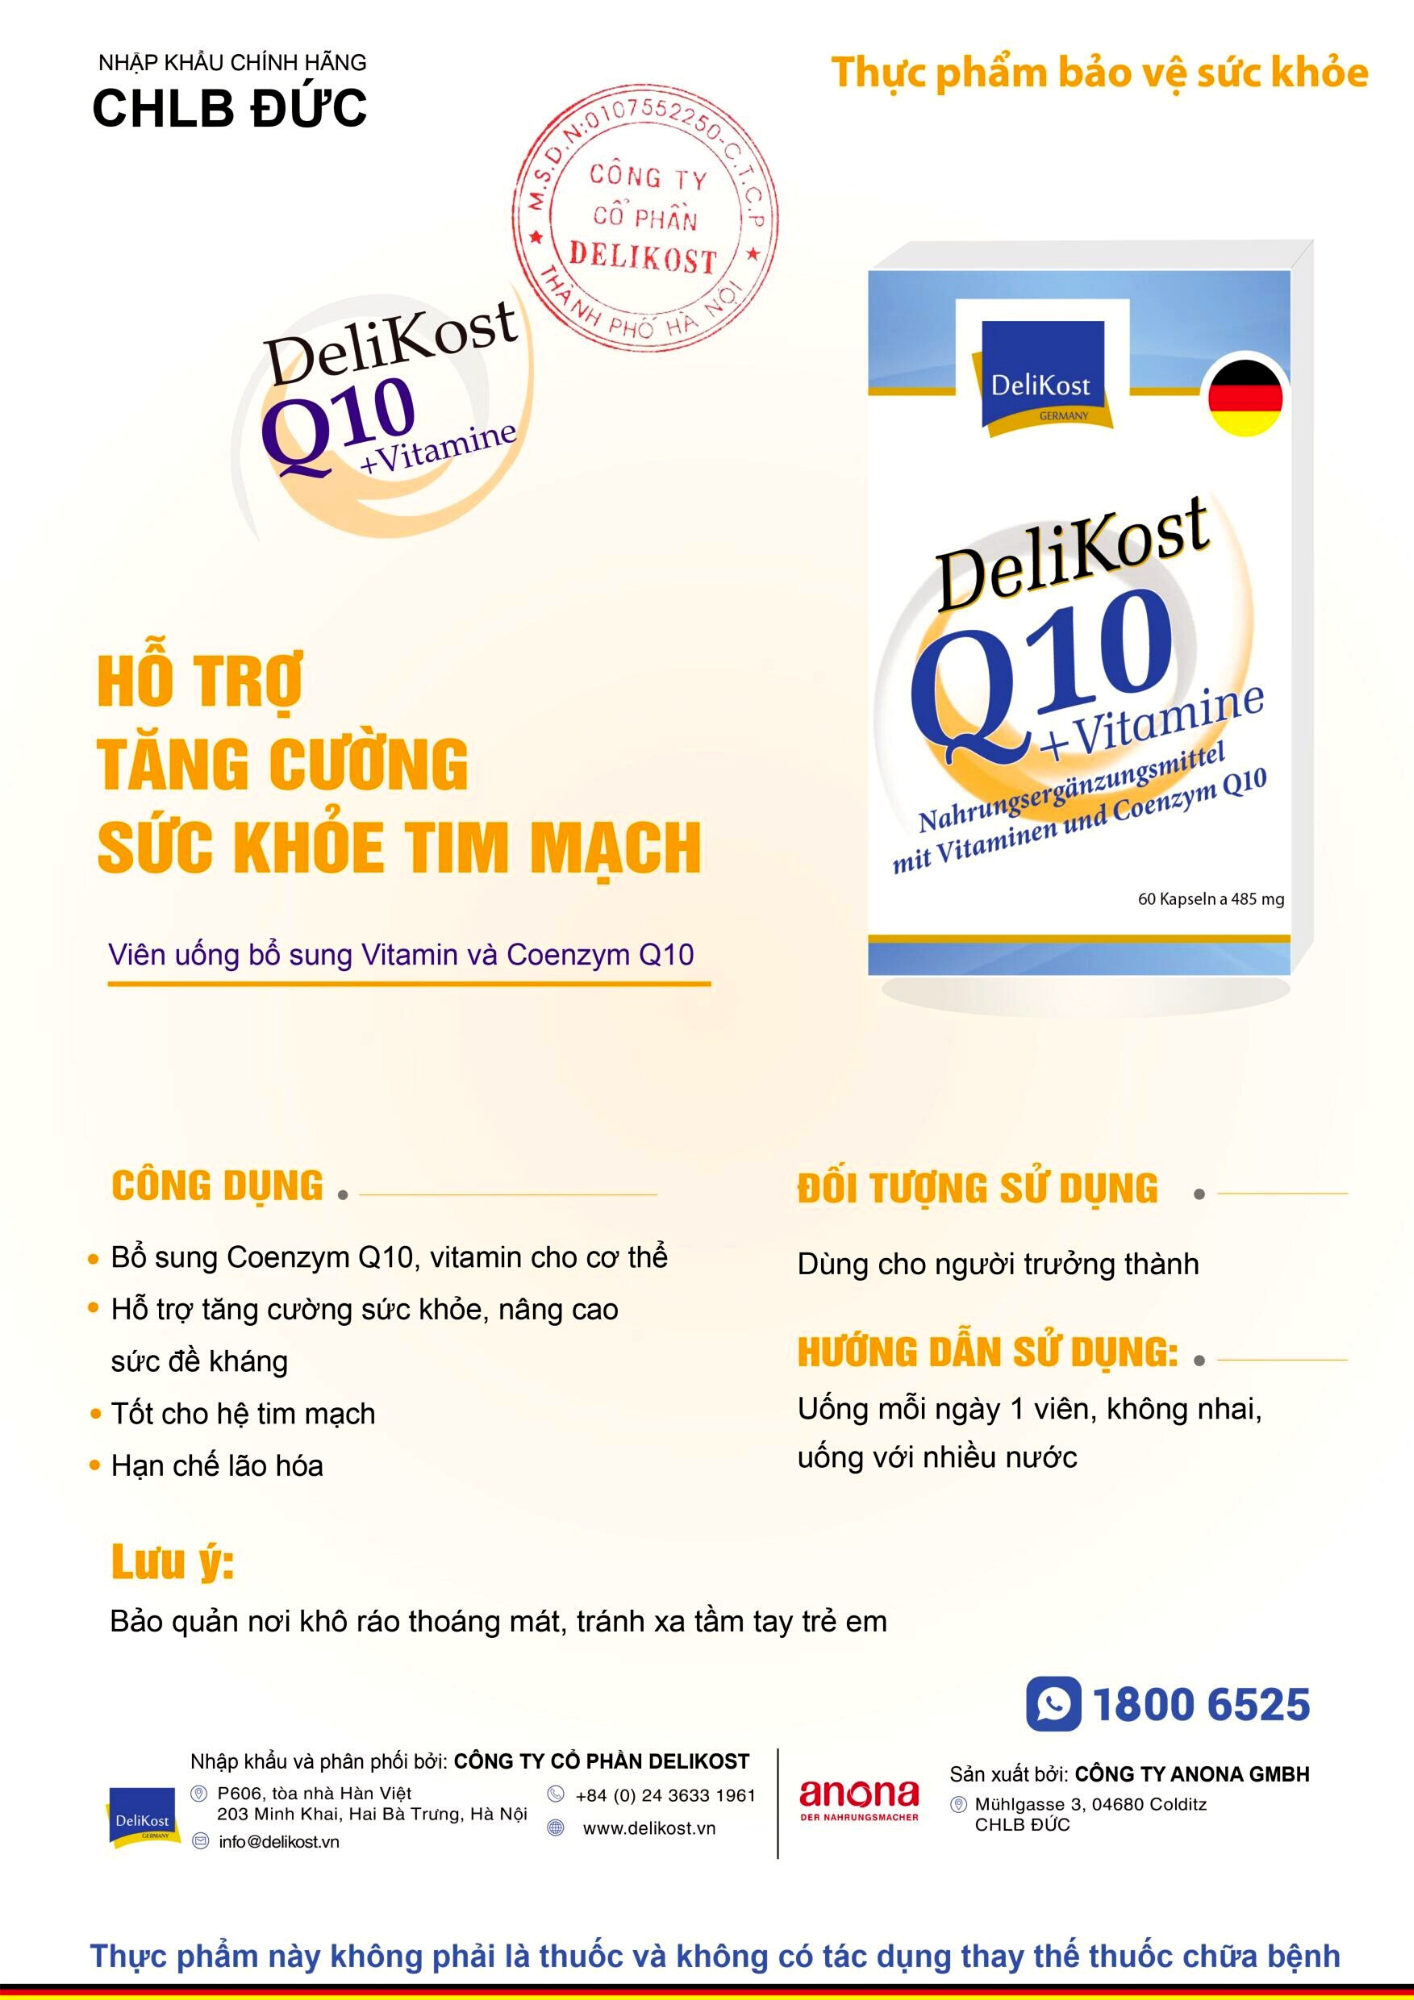 NHẬP KHẨU CHÍNH HÃNG
CHLB ĐỨC
Thực phẩm bảo vệ sức khỏe
M.S.D.N:0107552250-C.T.C.P
CÔNG TY
CỔ PHẦN
DELIKOST
THÀNH PHỐ HÀ NỘI
DeliKost
Q10
+Vitamine
DeliKost
GERMANY
DeliKost
Q10
+Vitamine
Nahrungsergänzungsmittel
mit Vitaminen und Coenzym Q10
60 Kapseln a 485 mg
HỖ TRỢ
TĂNG CƯỜNG
SỨC KHỎE TIM MẠCH
Viên uống bổ sung Vitamin và Coenzym Q10
CÔNG DỤNG
Bổ sung Coenzym Q10, vitamin cho cơ thể
Hỗ trợ tăng cường sức khỏe, nâng cao
sức đề kháng
Tốt cho hệ tim mạch
Hạn chế lão hóa
ĐỐI TƯỢNG SỬ DỤNG
Dùng cho người trưởng thành
HƯỚNG DẪN SỬ DỤNG:
Uống mỗi ngày 1 viên, không nhai,
uống với nhiều nước
Lưu ý:
Bảo quản nơi khô ráo thoáng mát, tránh xa tầm tay trẻ em
1800 6525
Nhập khẩu và phân phối bởi: CÔNG TY CỔ PHẦN DELIKOST
DeliKost
GERMANY
P606, tòa nhà Hàn Việt
203 Minh Khai, Hai Bà Trưng, Hà Nội
info@delikost.vn
+84 (0) 24 3633 1961
www.delikost.vn
anona
DER NAHRUNGSMACHER
Sản xuất bởi: CÔNG TY ANONA GMBH
Mühlgasse 3, 04680 Colditz
CHLB ĐỨC
Thực phẩm này không phải là thuốc và không có tác dụng thay thế thuốc chữa bệnh